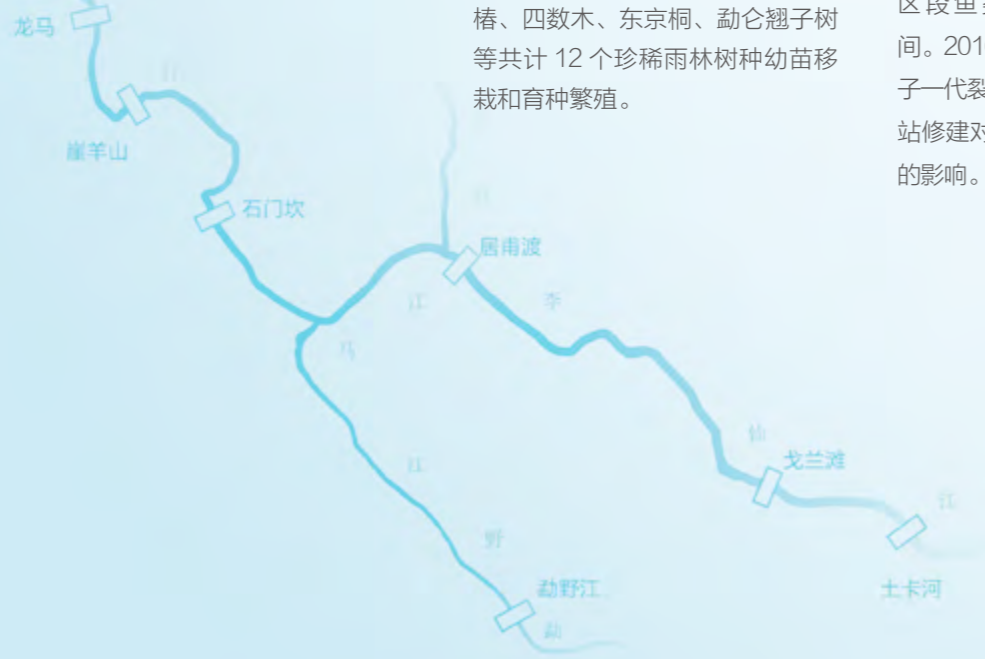 椿、四数木、东京桐、勐仑翘子树
等共计 12 个珍稀雨林树种幼苗移
栽和育种繁殖。
区段鱼
间。201
子一代裂
站修建对
的影响。
龙马
崖羊山
石门坎
居甫渡
江
李
马
仙
戈兰滩
江
江
野
土卡河
勐野江
勐